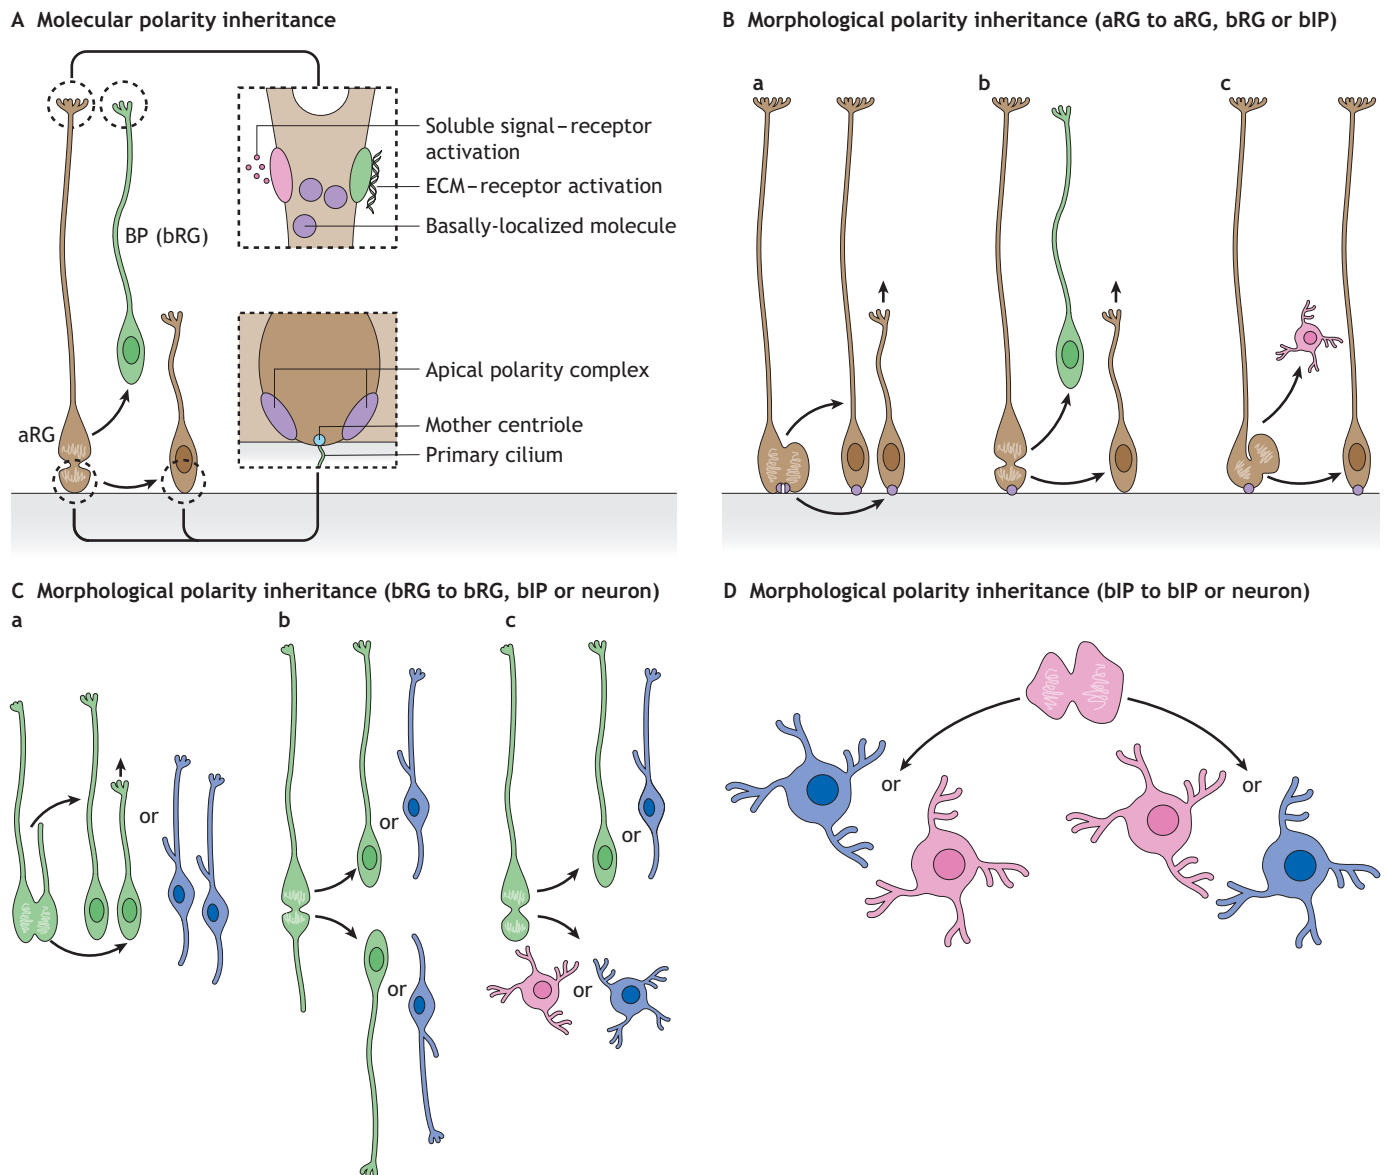 A Molecular polarity inheritance
BP (bRG)
aRG
Soluble signal–receptor
activation
ECM–receptor activation
Basally-localized molecule
Apical polarity complex
Mother centriole
Primary cilium
B Morphological polarity inheritance (aRG to aRG, bRG or bIP)
a
b
c
C Morphological polarity inheritance (bRG to bRG, bIP or neuron)
a
b
c
or
or
or
or
or
D Morphological polarity inheritance (bIP to bIP or neuron)
or
or